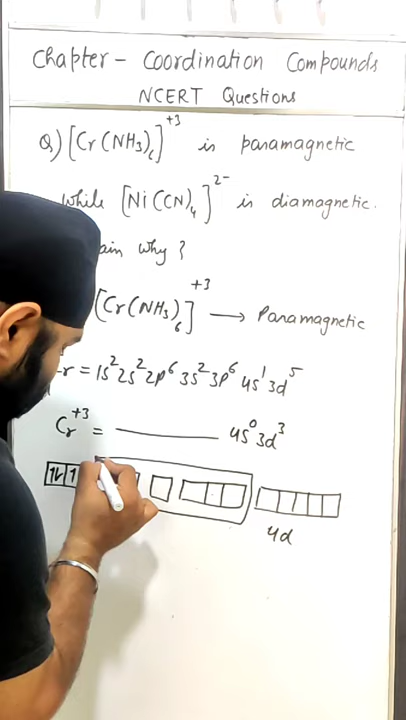 Chapter – Coordination Compounds
NCERT Questions
Q) [Cr(NH3)6]+3 is paramagnetic
while [Ni(CN)4]2- is diamagnetic.
why ?
[Cr(NH3)6]+3 → Paramagnetic
= 1s2 2s2 2p6 3s2 3p6 4s1 3d5
Cr+3 = 4s0 3d3
4d